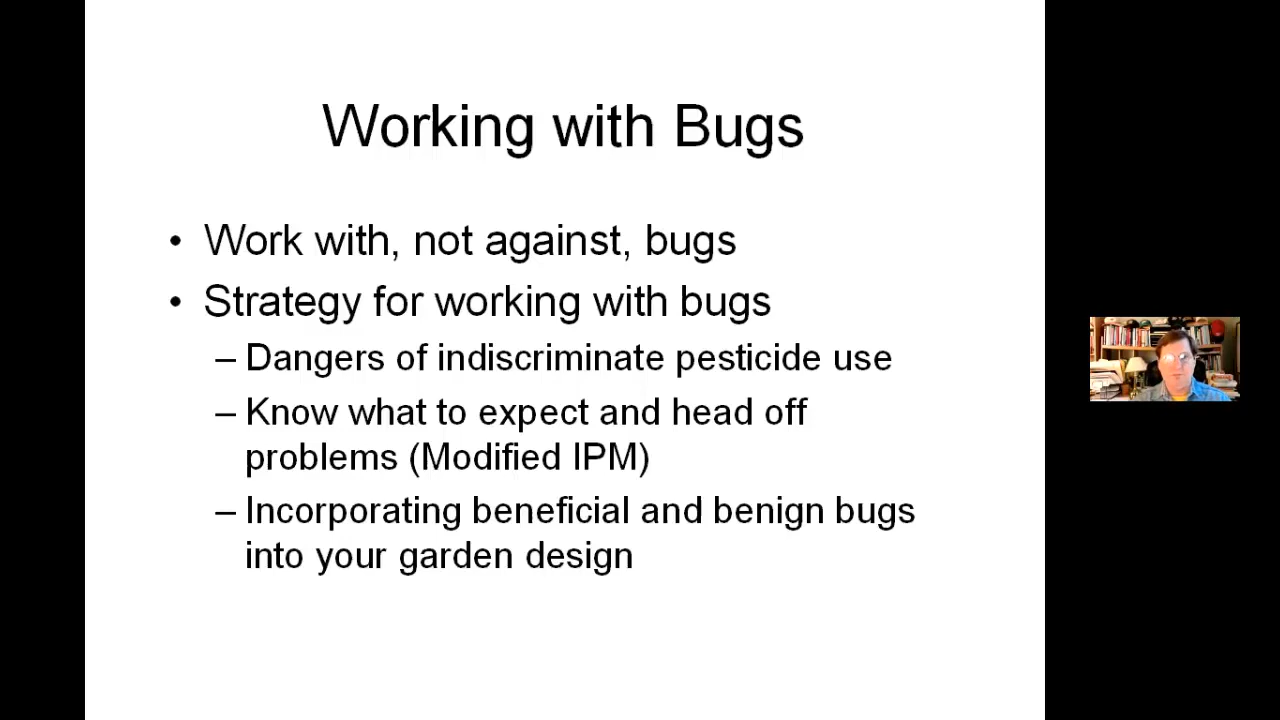 Working with Bugs
• Work with, not against, bugs
• Strategy for working with bugs
– Dangers of indiscriminate pesticide use
– Know what to expect and head off
problems (Modified IPM)
– Incorporating beneficial and benign bugs
into your garden design